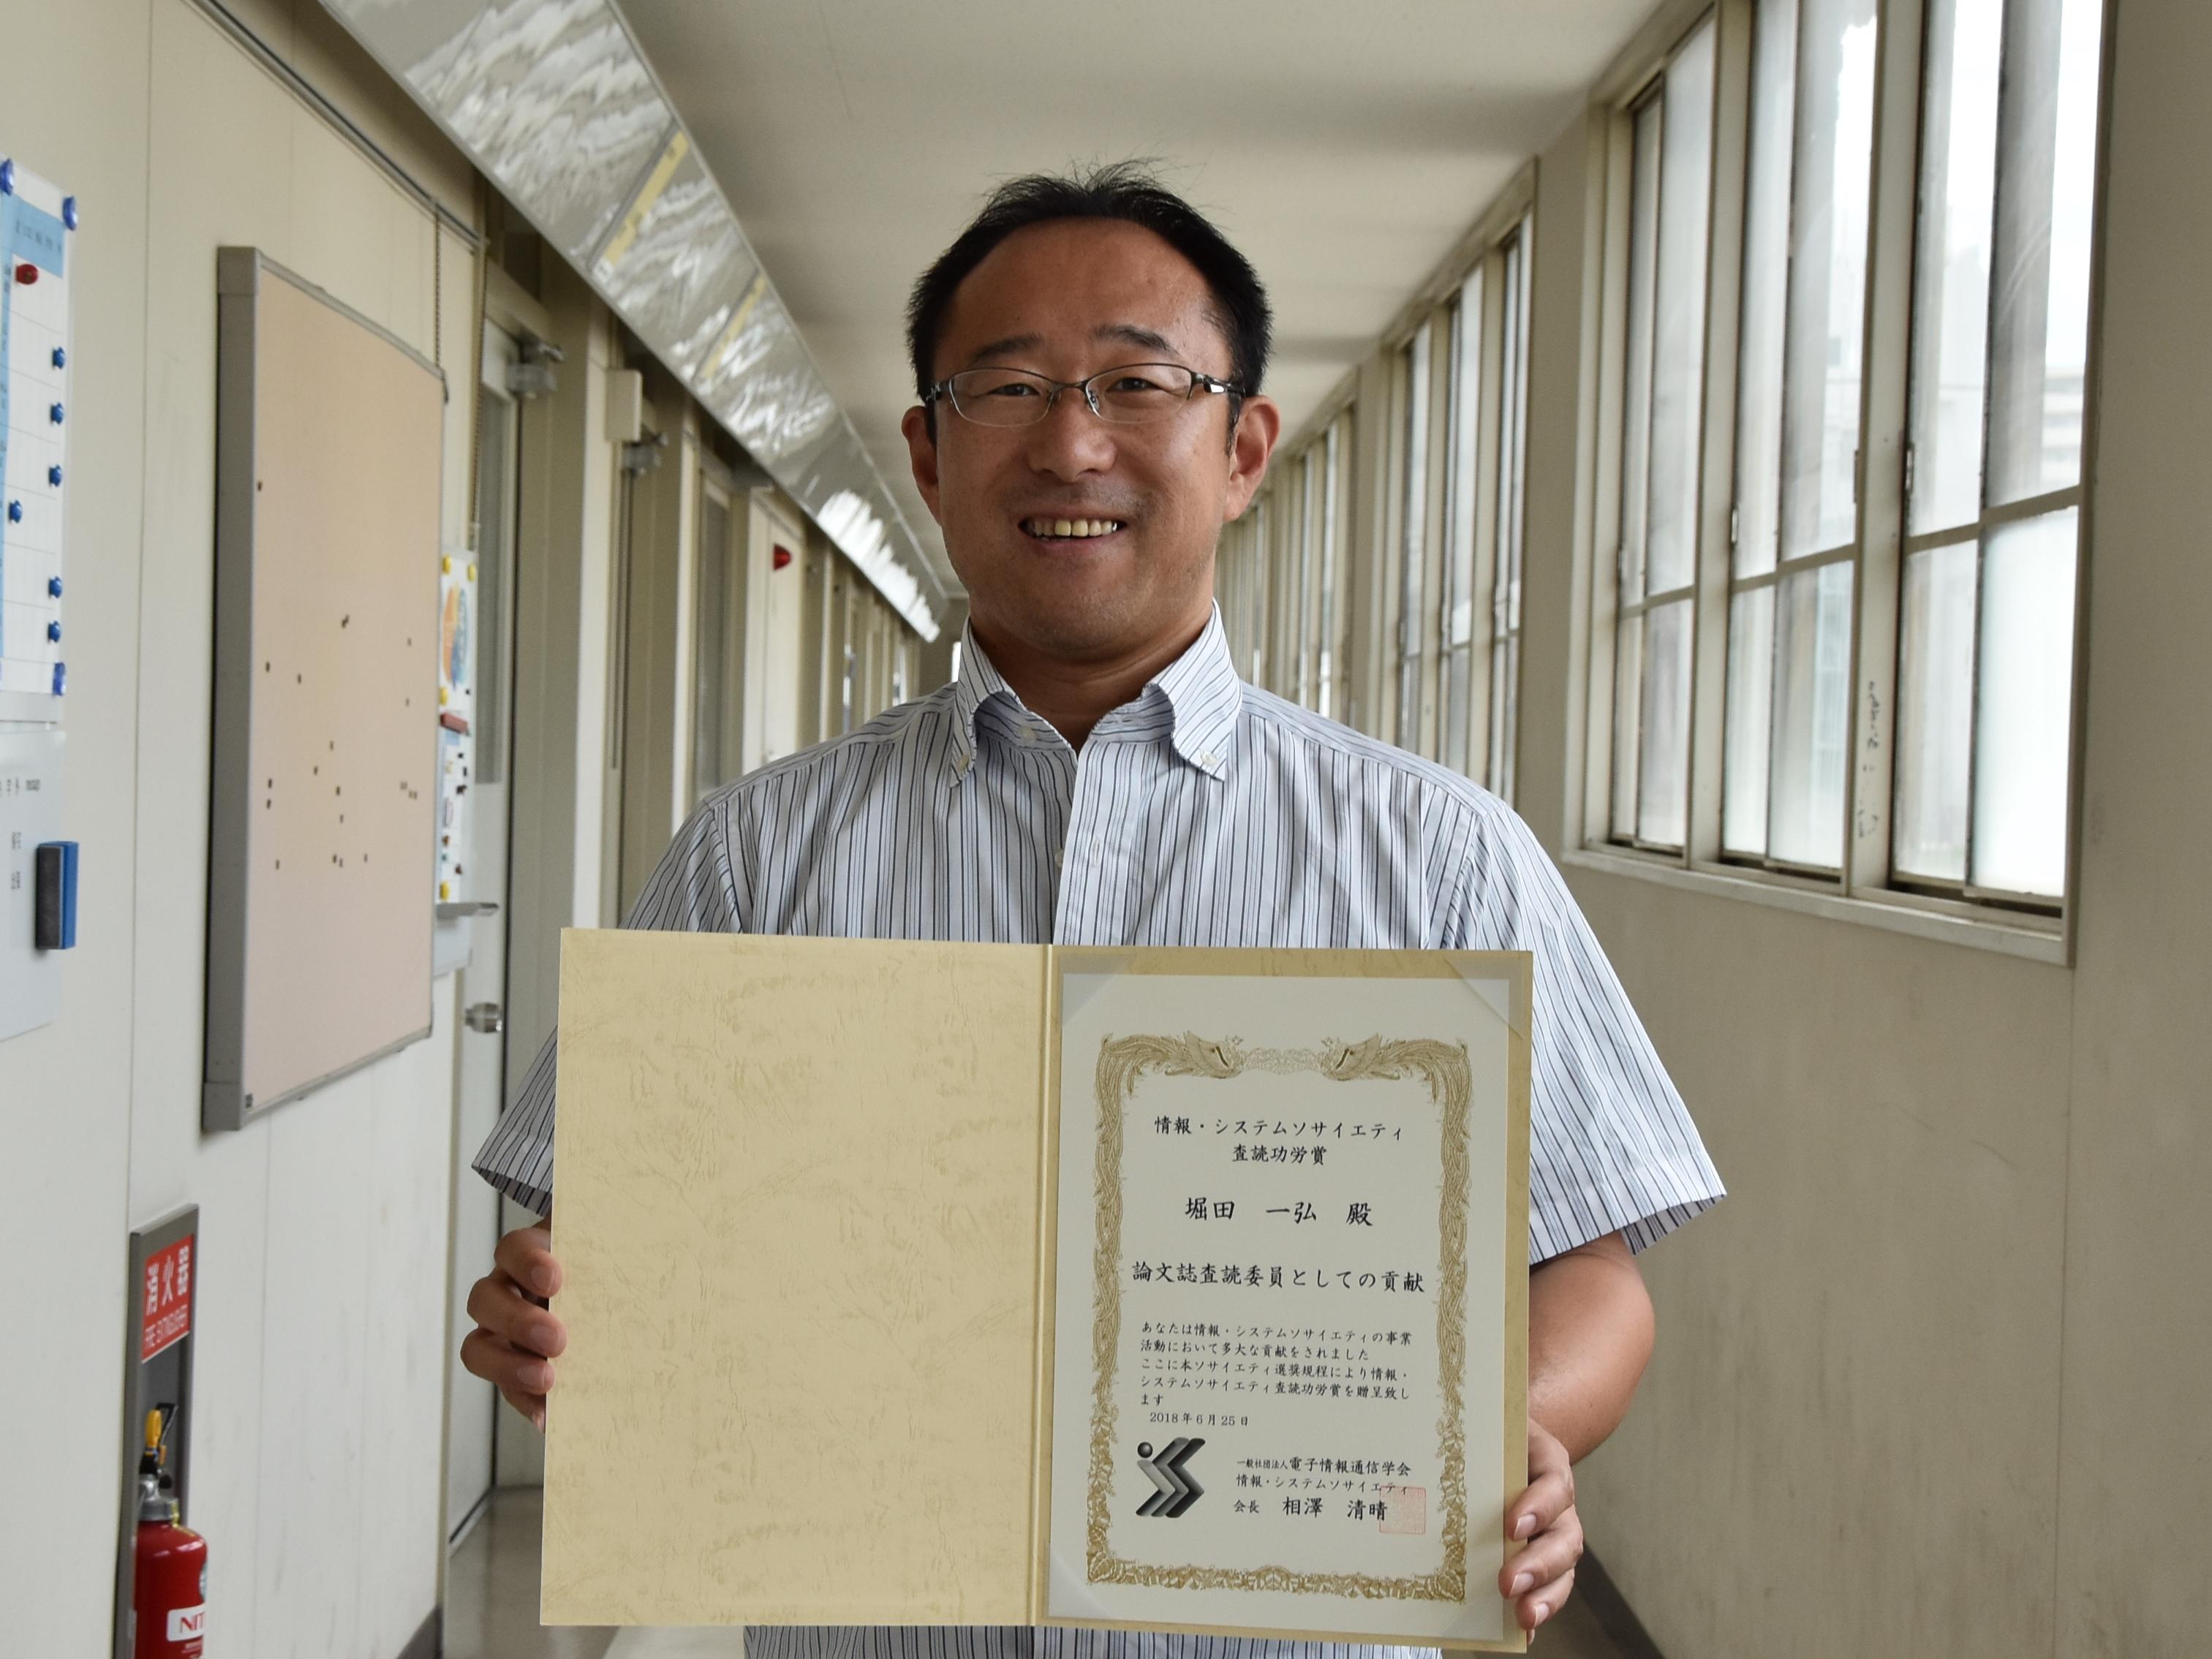 消火器
FIRE EXTINGUISHER
NIT
情報・システムソサイエティ
査読功労賞
堀田 一弘 殿
論文誌査読委員としての貢献
あなたは情報・システムソサイエティの事業
活動において多大な貢献をされました
ここに本ソサイエティ選奨規程により情報・
システムソサイエティ査読功労賞を贈呈致し
ます
2018年6月25日
一般社団法人電子情報通信学会
情報・システムソサイエティ
会長 相澤 清晴